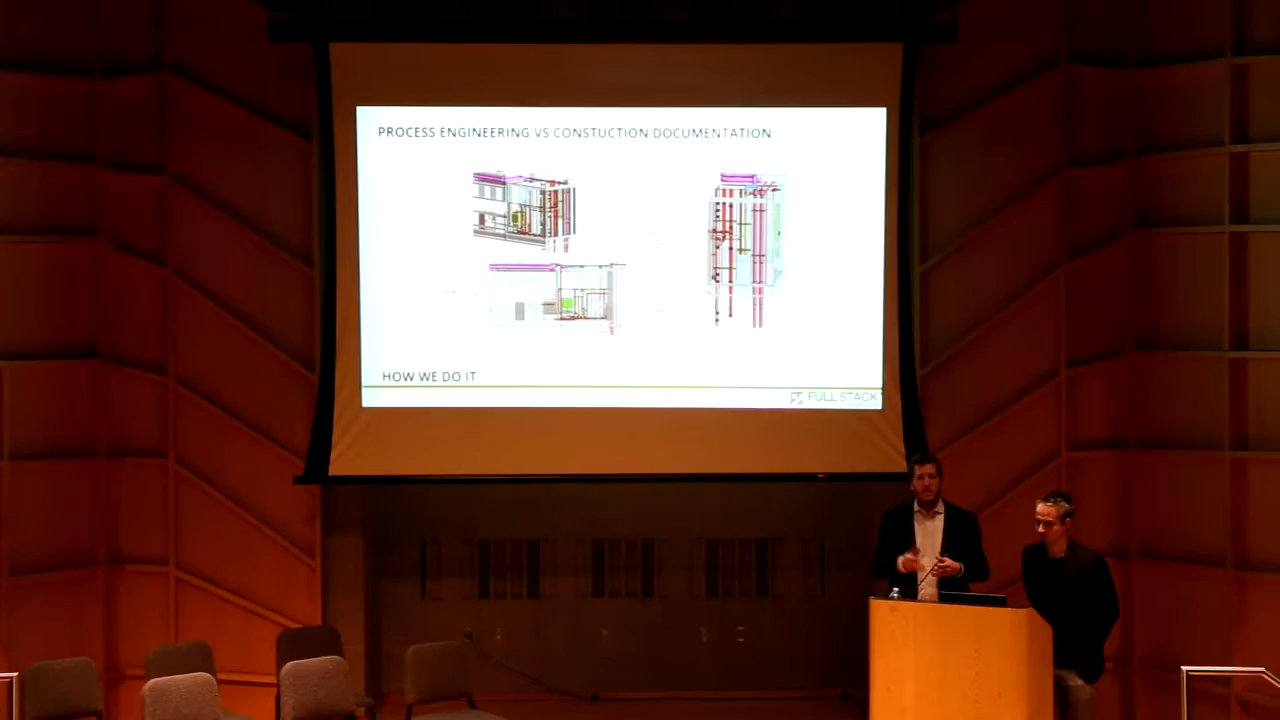 PROCESS ENGINEERING VS CONSTUCTION DOCUMENTATION
HOW WE DO IT
FULL STACK